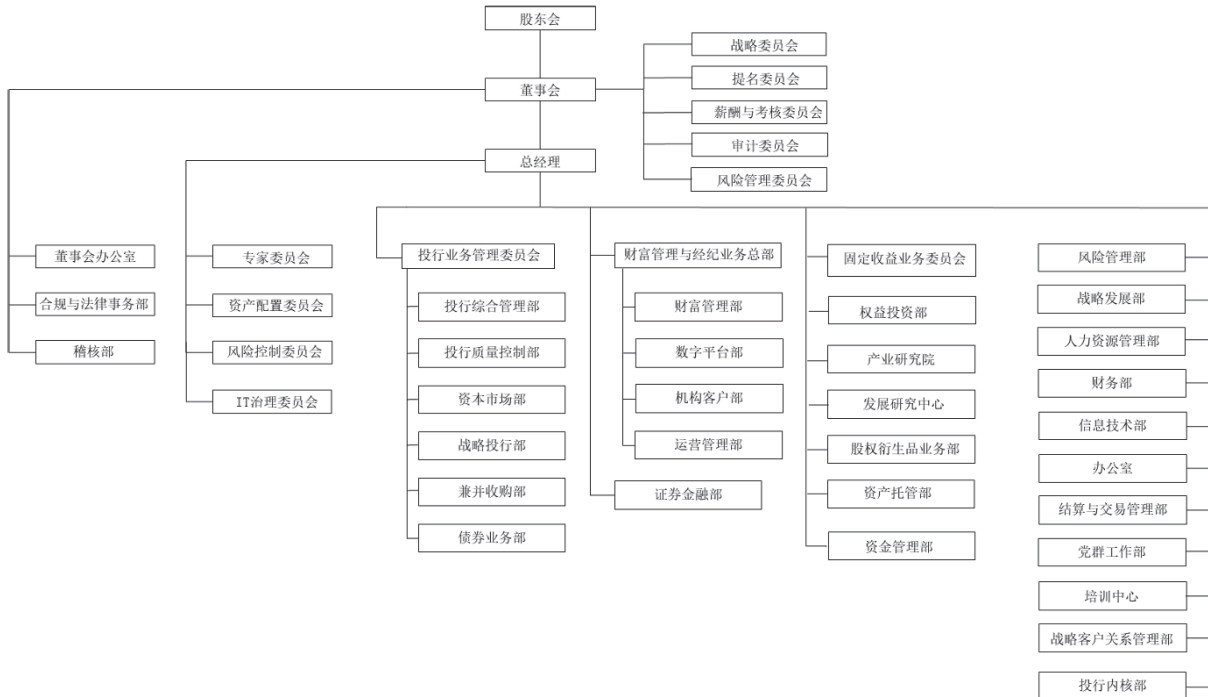 股东会
董事会
总经理
战略委员会
提名委员会
薪酬与考核委员会
审计委员会
风险管理委员会
董事会办公室
合规与法律事务部
稽核部
专家委员会
资产配置委员会
风险控制委员会
IT治理委员会
投行业务管理委员会
投行综合管理部
投行质量控制部
资本市场部
战略投行部
兼并收购部
债券业务部
财富管理与经纪业务总部
财富管理部
数字平台部
机构客户部
运营管理部
证券金融部
固定收益业务委员会
权益投资部
产业研究院
发展研究中心
股权衍生品业务部
资产托管部
资金管理部
风险管理部
战略发展部
人力资源管理部
财务部
信息技术部
办公室
结算与交易管理部
党群工作部
培训中心
战略客户关系管理部
投行内核部